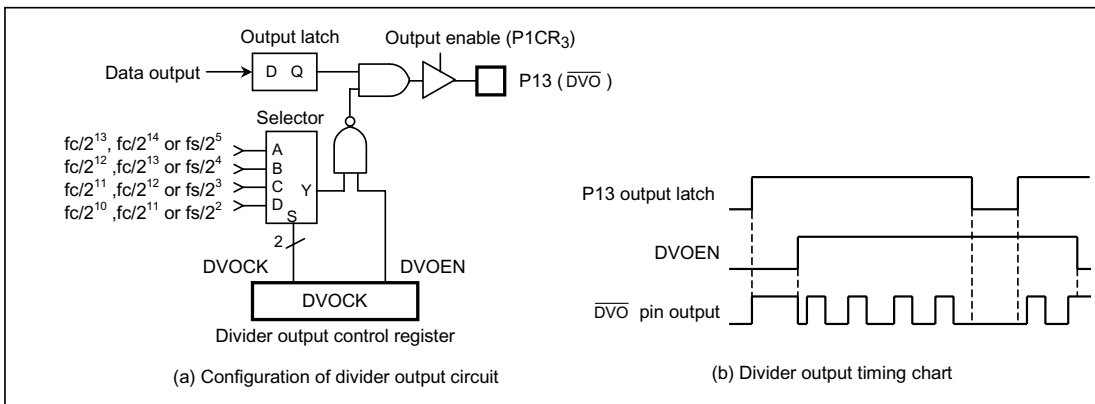 Output latch
Output enable (P1CR3)
Data output
D Q
P13 (DVO)
Selector
fc/2^13, fc/2^14 or fs/2^5
A
fc/2^12 ,fc/2^13 or fs/2^4
B
fc/2^11 ,fc/2^12 or fs/2^3
C
Y
fc/2^10 ,fc/2^11 or fs/2^2
D
S
2
DVOCK
DVOEN
DVOCK
Divider output control register
(a) Configuration of divider output circuit
P13 output latch
DVOEN
DVO pin output
(b) Divider output timing chart